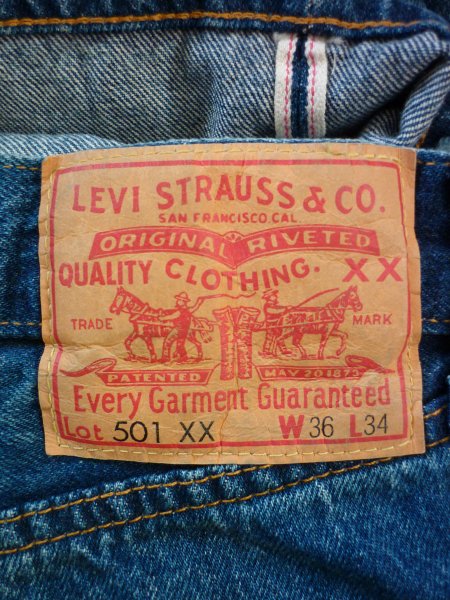 LEVI STRAUSS & CO.
SAN FRANCISCO CAL
ORIGINAL RIVETED
QUALITY CLOTHING. XX
TRADE MARK
PATENTED MAY 20 1873
Every Garment Guaranteed
Lot 501 XX W36 L34